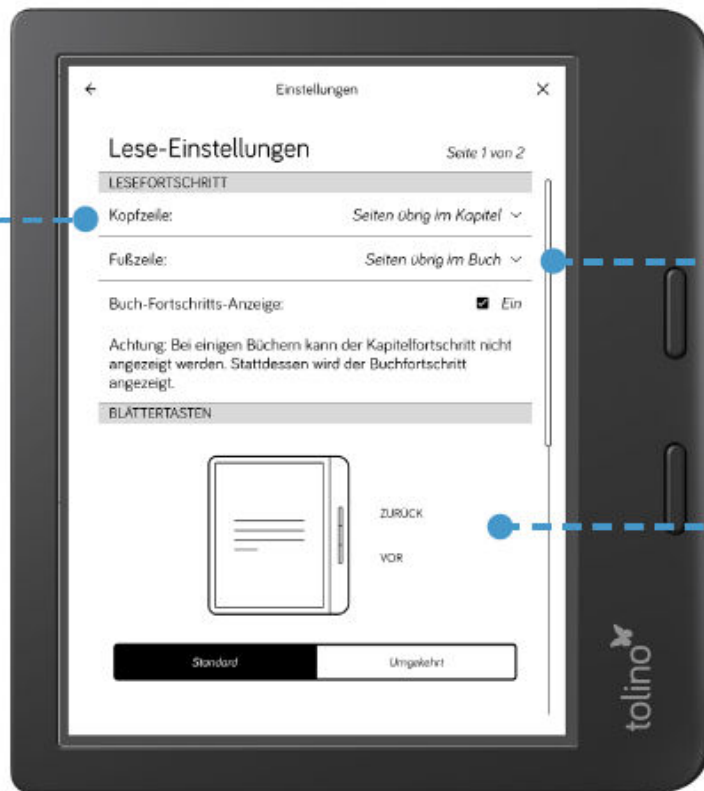 Einstellungen
Lese-Einstellungen
Seite 1 von 2
LESEFORTSCHRITT
Kopfzeile: Seiten übrig im Kapitel
Fußzeile: Seiten übrig im Buch
Buch-Fortschritts-Anzeige: Ein
Achtung: Bei einigen Büchern kann der Kapitelfortschritt nicht
angezeigt werden. Stattdessen wird der Buchfortschritt
angezeigt.
BLÄTTERTASTEN
ZURÜCK
VOR
Standard Umgekehrt
tolino